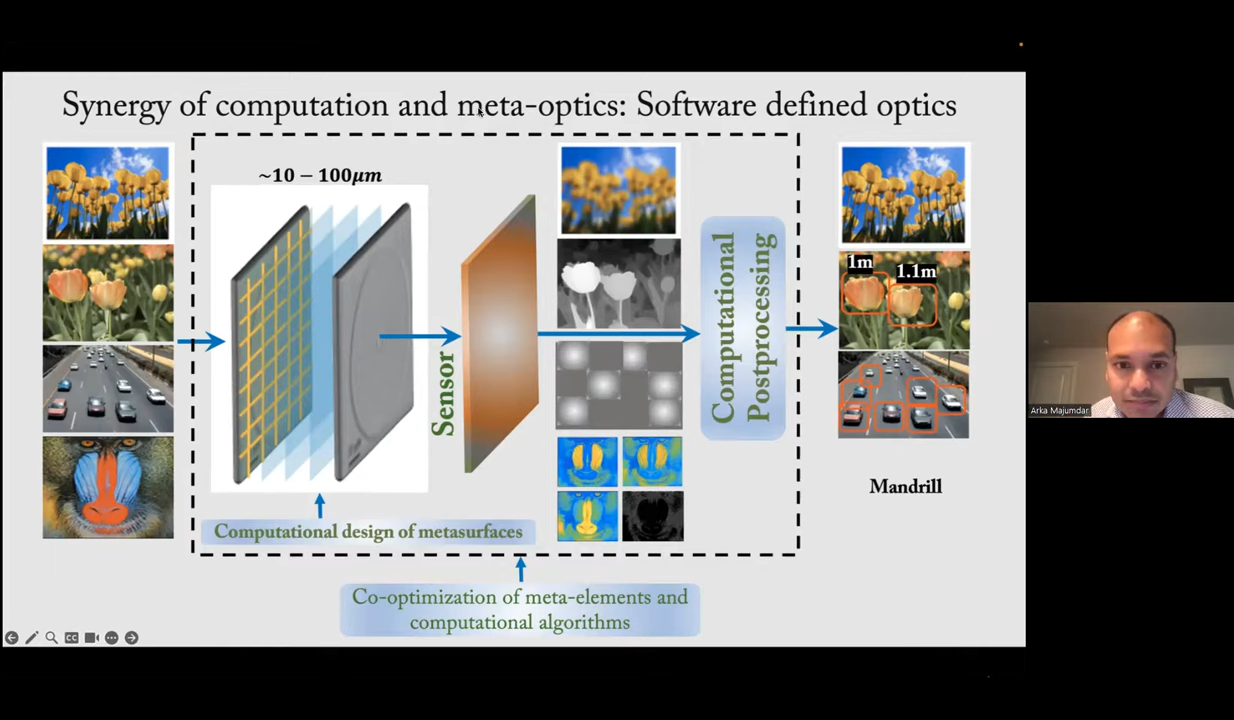 Synergy of computation and meta-optics: Software defined optics
~10 − 100μm
Sensor
Computational
Postprocessing
1m
1.1m
Mandrill
Computational design of metasurfaces
Co-optimization of meta-elements and
computational algorithms
CC
Arka Majumdar